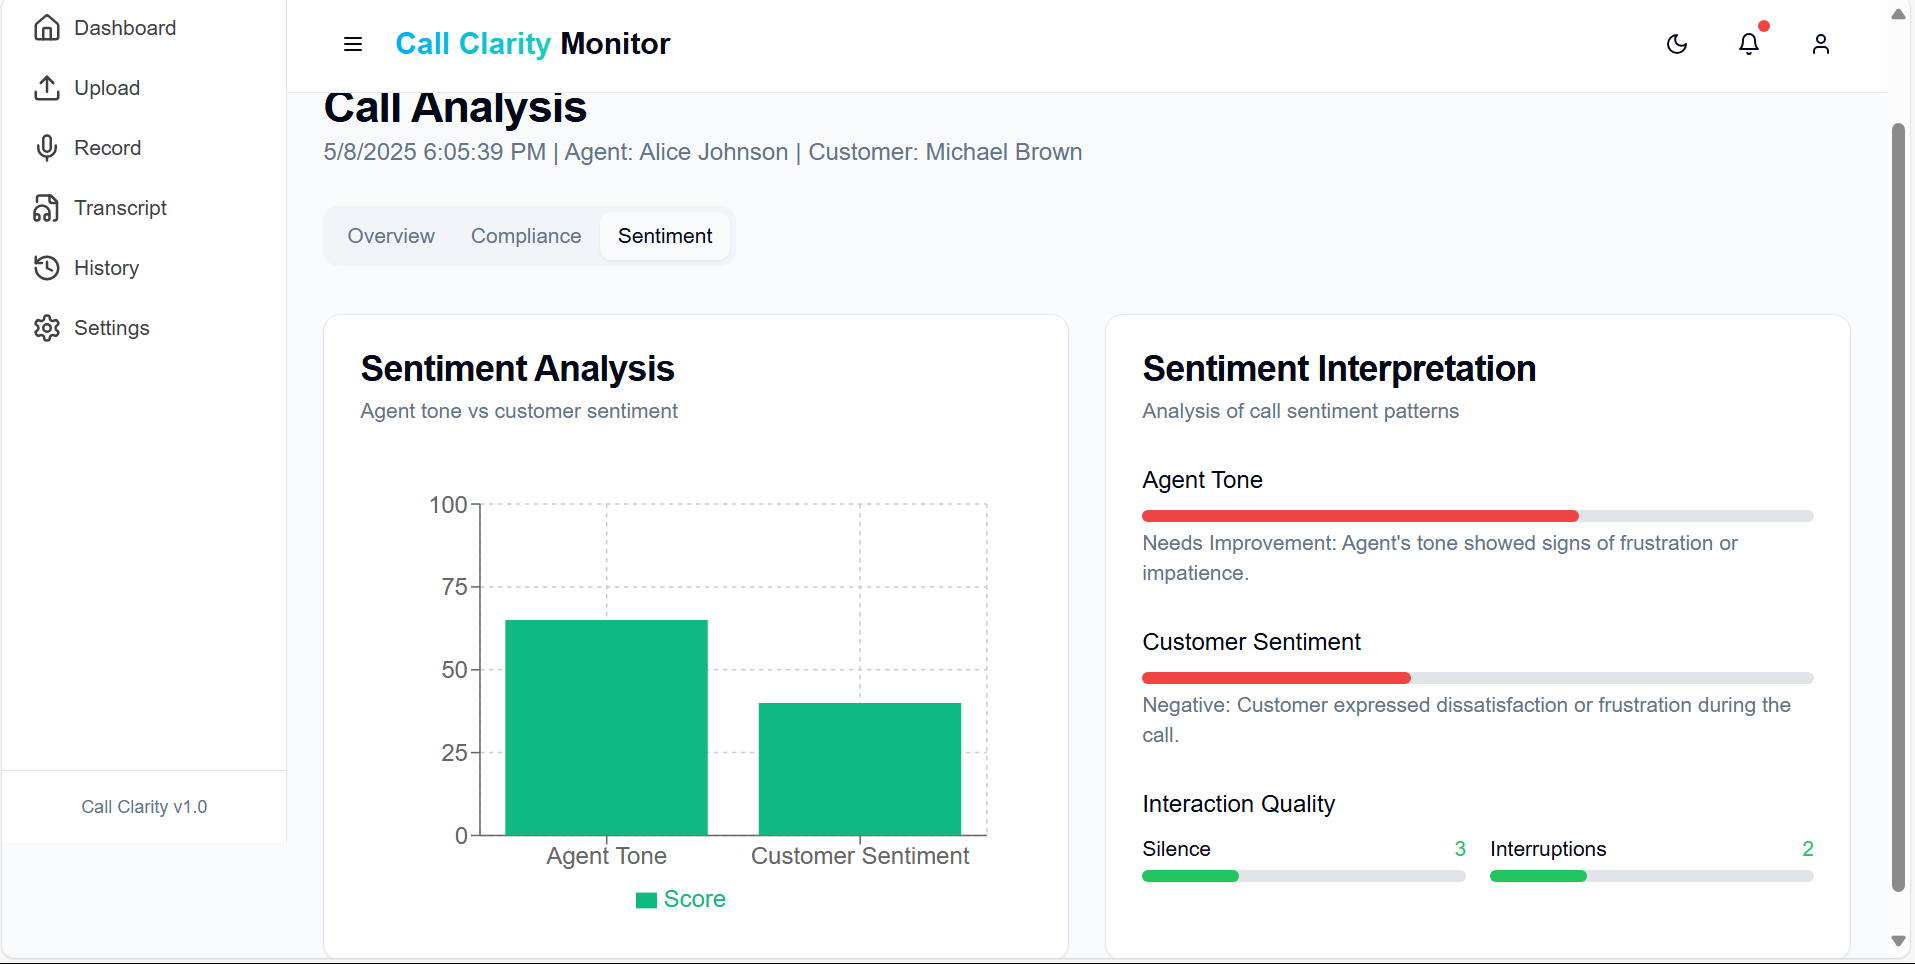 Dashboard
Upload
Record
Transcript
History
Settings
Call Clarity v1.0
Call Clarity Monitor
Call Analysis
5/8/2025 6:05:39 PM | Agent: Alice Johnson | Customer: Michael Brown
Overview Compliance Sentiment
Sentiment Analysis
Agent tone vs customer sentiment
100
75
50
25
0
Agent Tone Customer Sentiment
Score
Sentiment Interpretation
Analysis of call sentiment patterns
Agent Tone
Needs Improvement: Agent's tone showed signs of frustration or
impatience.
Customer Sentiment
Negative: Customer expressed dissatisfaction or frustration during the
call.
Interaction Quality
Silence 3 Interruptions 2